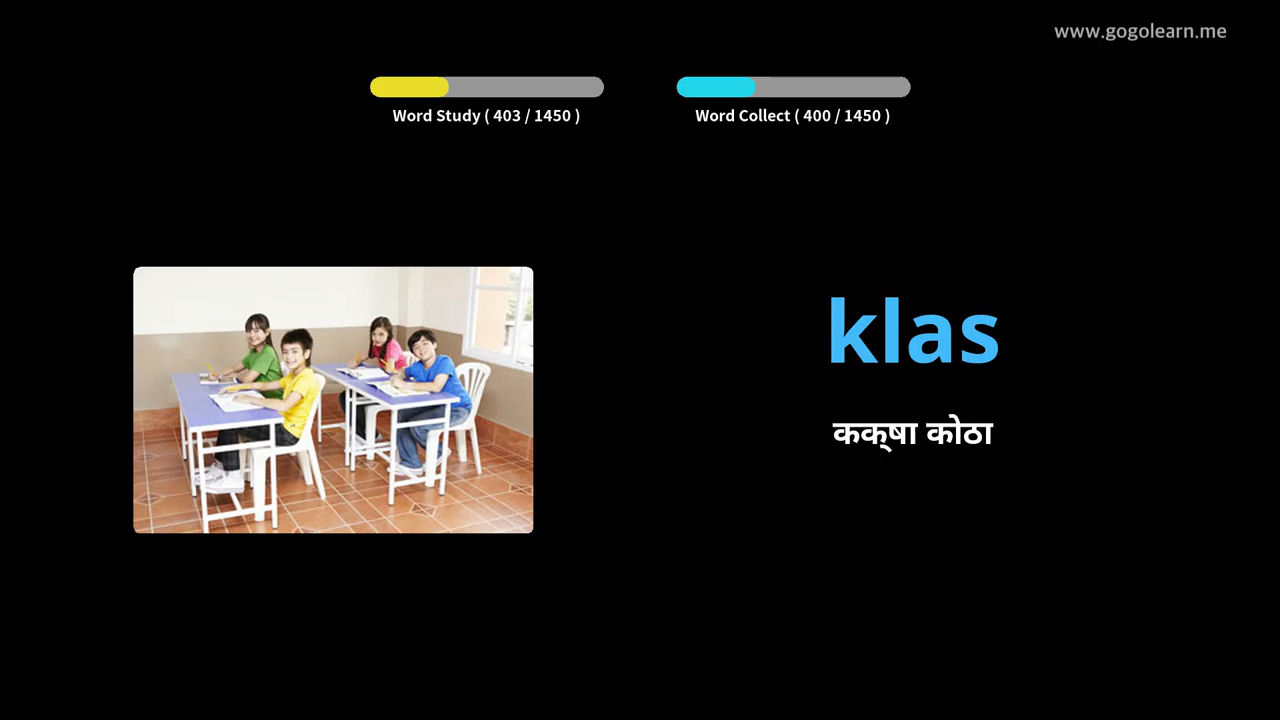 www.gogolearn.me
Word Study ( 403 / 1450 )
Word Collect ( 400 / 1450 )
klas
कक्षा कोठा